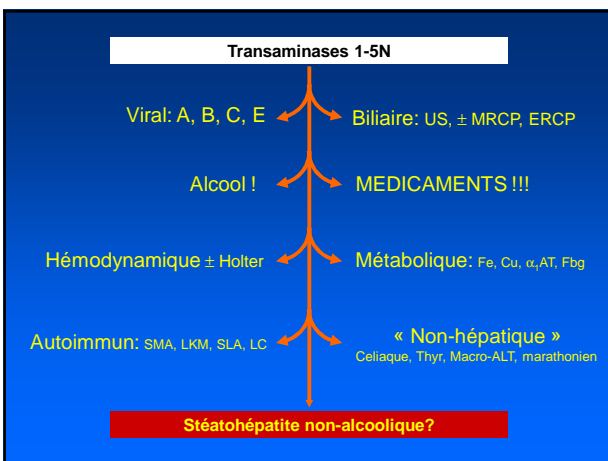 Transaminases 1-5N
Viral: A, B, C, E
Biliaire: US, ± MRCP, ERCP
Alcool !
MEDICAMENTS !!!
Hémodynamique ± Holter
Métabolique: Fe, Cu, α₁AT, Fbg
Autoimmun: SMA, LKM, SLA, LC
« Non-hépatique »
Celiaque, Thyr, Macro-ALT, marathonien
Stéatohépatite non-alcoolique?